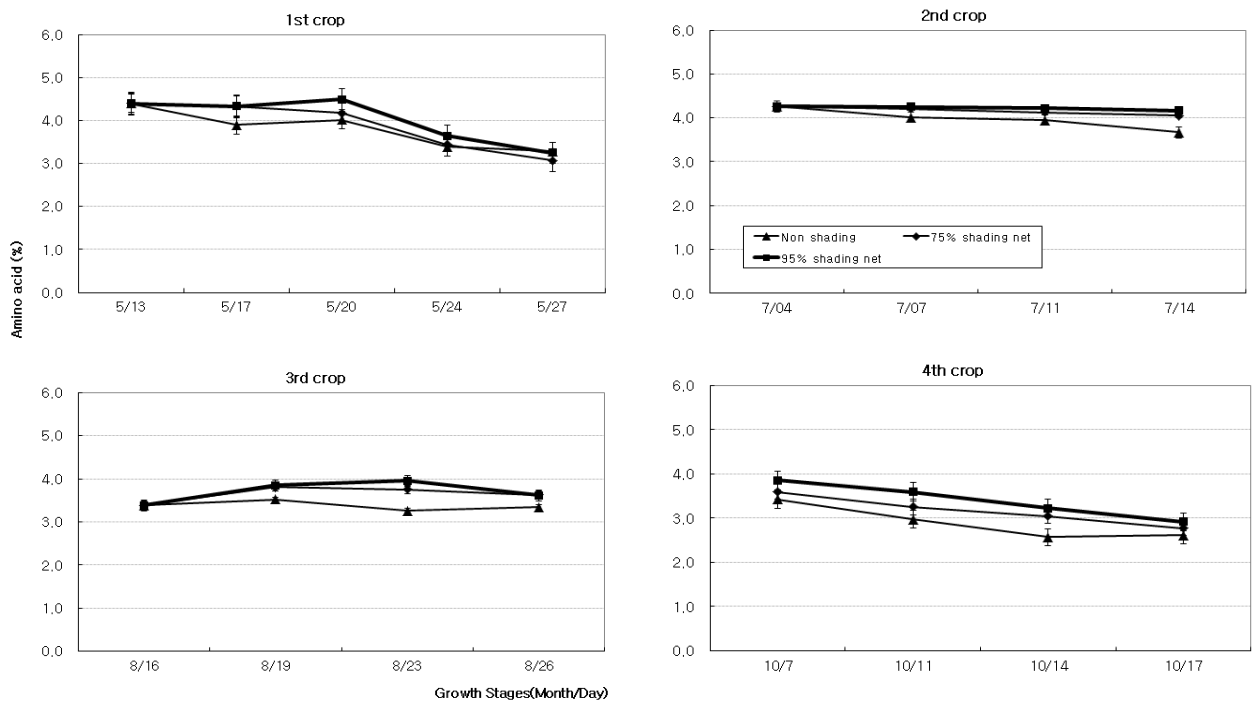 1st crop
6.0
5.0
4.0
3.0
2.0
1.0
0.0
5/13 5/17 5/20 5/24 5/27
2nd crop
6.0
5.0
4.0
3.0
2.0
1.0
0.0
Non shading 75% shading net
95% shading net
7/04 7/07 7/11 7/14
Amino acid (%)
3rd crop
6.0
5.0
4.0
3.0
2.0
1.0
0.0
8/16 8/19 8/23 8/26
4th crop
6.0
5.0
4.0
3.0
2.0
1.0
0.0
10/7 10/11 10/14 10/17
Growth Stages(Month/Day)